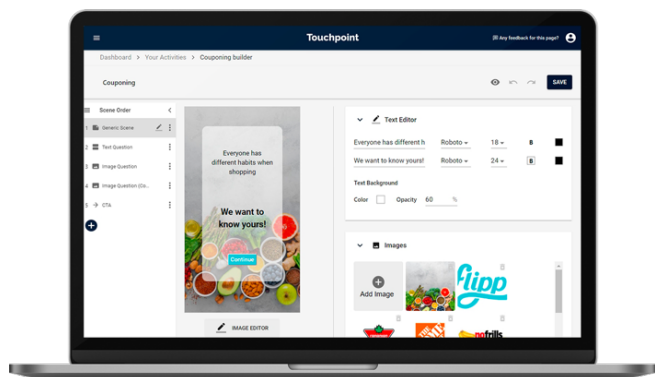 Touchpoint
Any feedback for this page?
Dashboard > Your Activities > Couponing builder
Couponing
SAVE
Scene Order
1 Generic Scene
2 Text Question
3 Image Question
4 Image Question (Co...
5 CTA
Everyone has
different habits when
shopping
We want to
know yours!
Continue
IMAGE EDITOR
Text Editor
Everyone has different h Roboto 18 B
We want to know yours! Roboto 24 B
Text Background
Color Opacity 60 %
Images
Add Image
flipp
nofrills